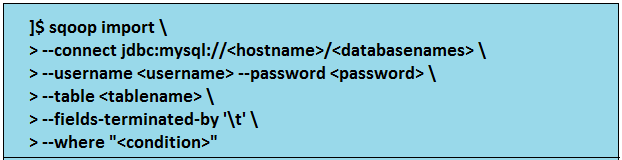 ]$ sqoop import \
> --connect jdbc:mysql://<hostname>/<databasenames> \
> --username <username> --password <password> \
> --table <tablename> \
> --fields-terminated-by '\t' \
> --where "<condition>"